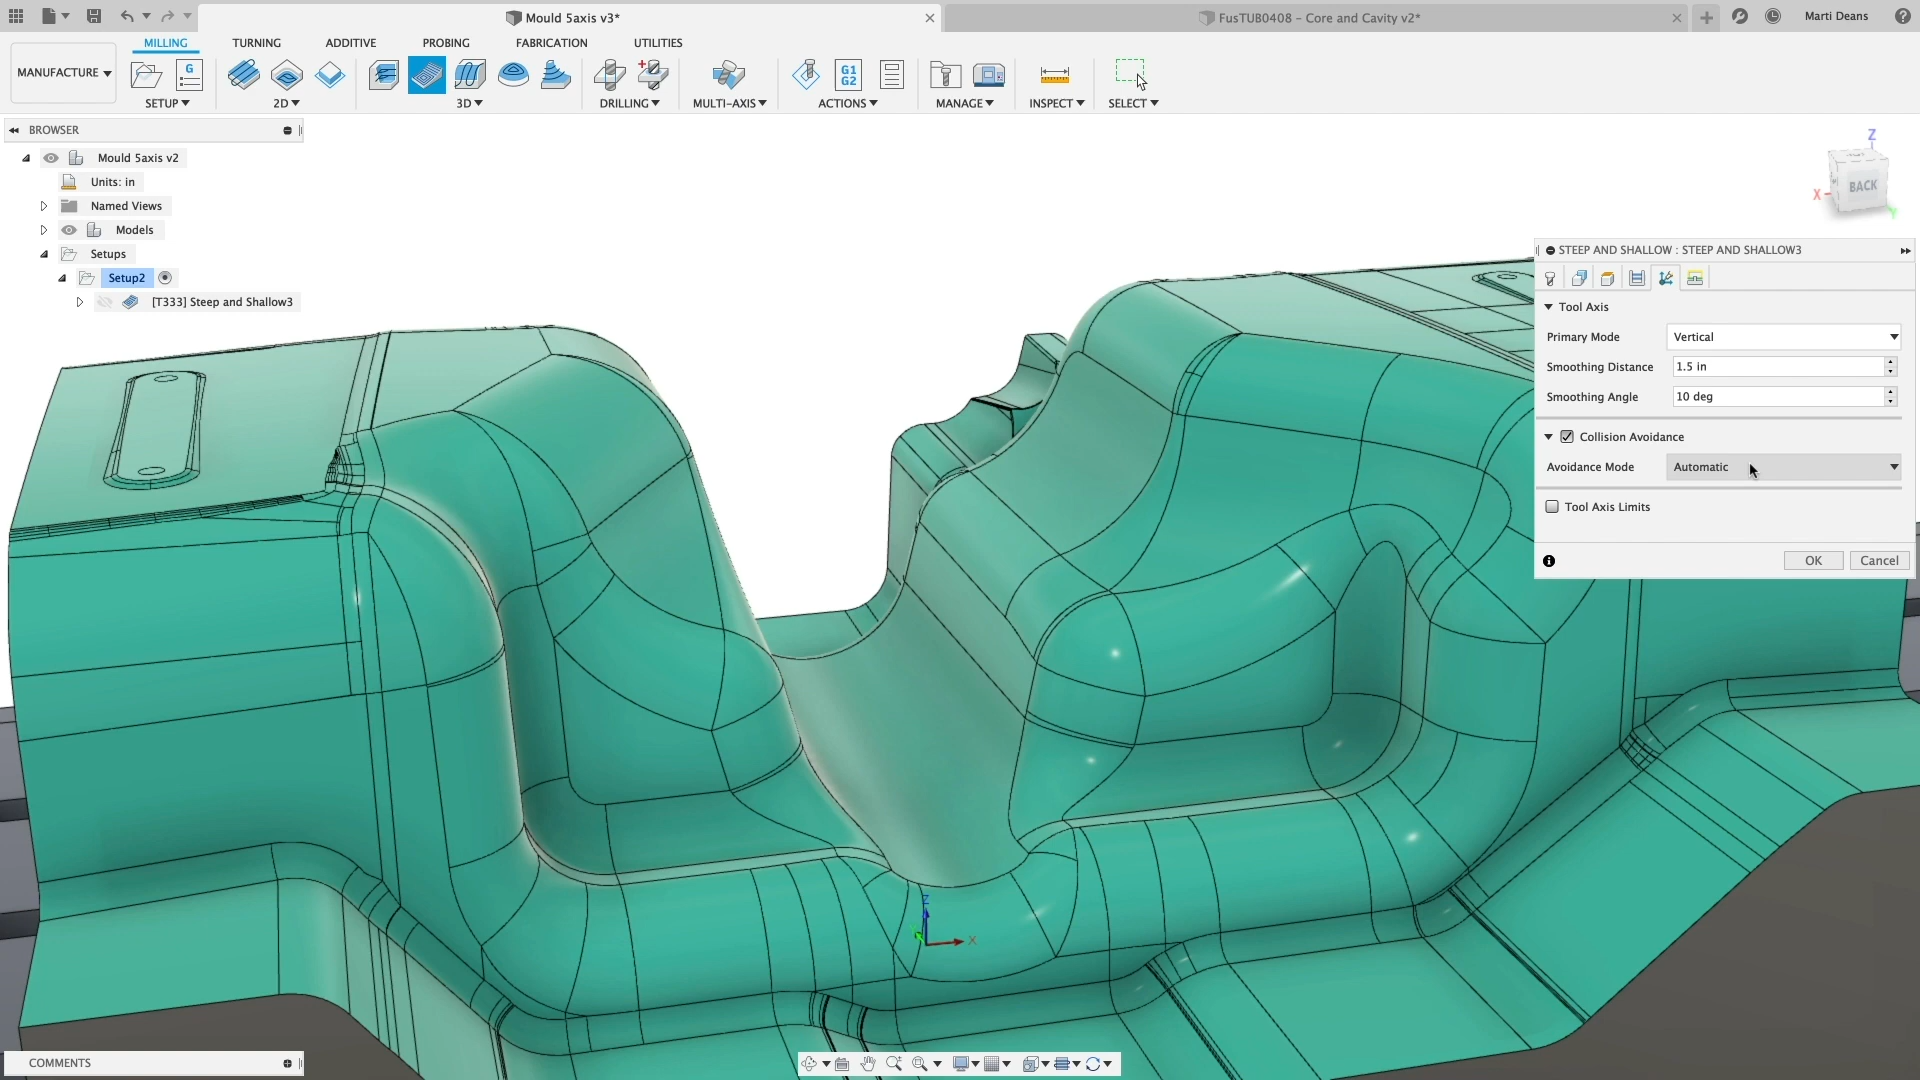 Mould 5axis v3*
FusTUB0408 – Core and Cavity v2*
Marti Deans
MILLING
TURNING
ADDITIVE
PROBING
FABRICATION
UTILITIES
MANUFACTURE
G
G1
G2
SETUP
2D
3D
DRILLING
MULTI-AXIS
ACTIONS
MANAGE
INSPECT
SELECT
BROWSER
Mould 5axis v2
Units: in
Named Views
Models
Setups
Setup2
[T333] Steep and Shallow3
Z
X
BACK
Y
STEEP AND SHALLOW : STEEP AND SHALLOW3
Tool Axis
Primary Mode Vertical
Smoothing Distance 1.5 in
Smoothing Angle 10 deg
Collision Avoidance
Avoidance Mode Automatic
Tool Axis Limits
OK Cancel
Z
X
COMMENTS